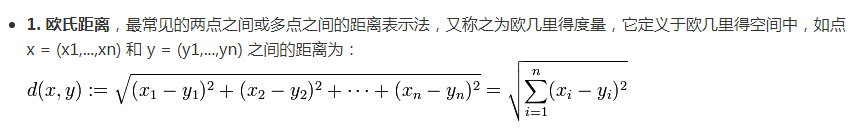 • 1. 欧氏距离，最常见的两点之间或多点之间的距离表示法，又称之为欧几里得度量，它定义于欧几里得空间中，如点
x = (x1,...,xn) 和 y = (y1,...,yn) 之间的距离为：
d(x, y) := √((x₁ − y₁)² + (x₂ − y₂)² + ··· + (xₙ − yₙ)²) = √(∑ᵢ₌₁ⁿ (xᵢ − yᵢ)²)